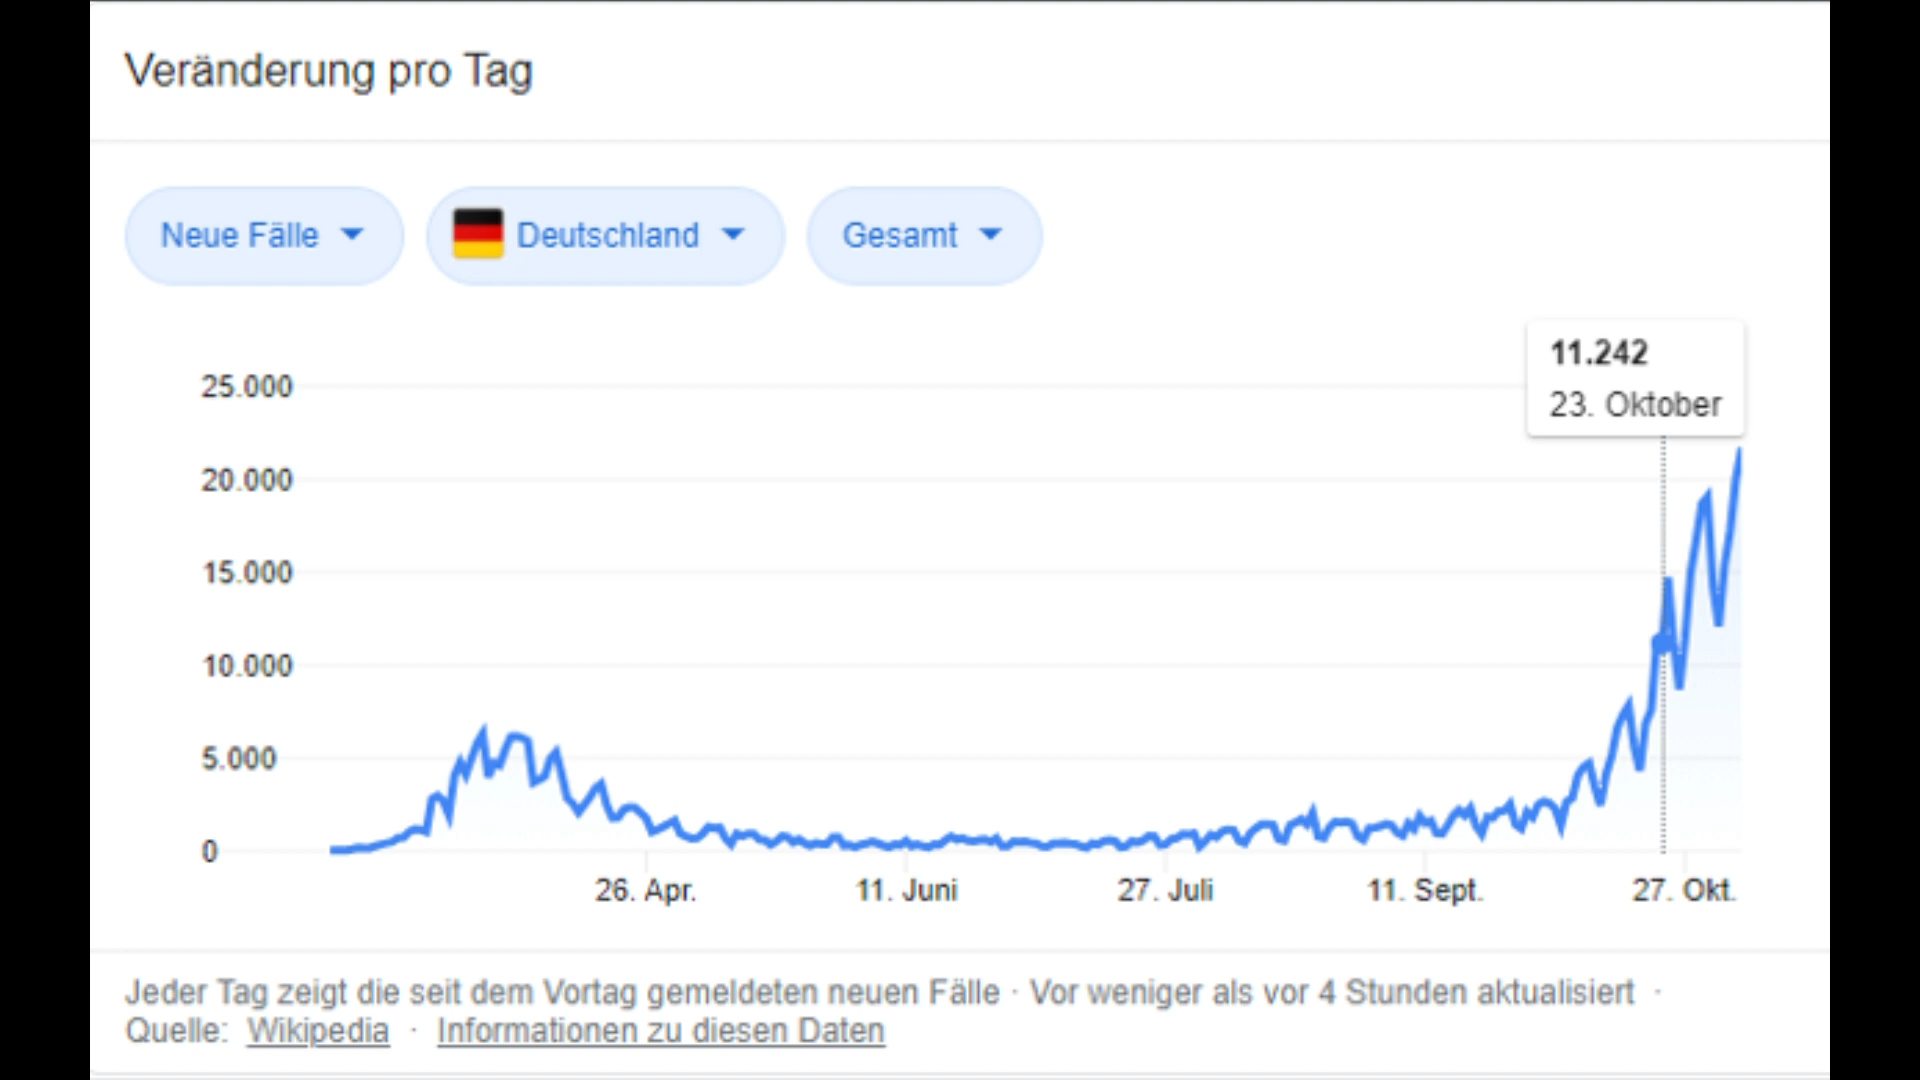 Veränderung pro Tag
Neue Fälle
Deutschland
Gesamt
11.242
23. Oktober
25.000
20.000
15.000
10.000
5.000
0
26. Apr.
11. Juni
27. Juli
11. Sept.
27. Okt.
Jeder Tag zeigt die seit dem Vortag gemeldeten neuen Fälle · Vor weniger als vor 4 Stunden aktualisiert ·
Quelle: Wikipedia · Informationen zu diesen Daten